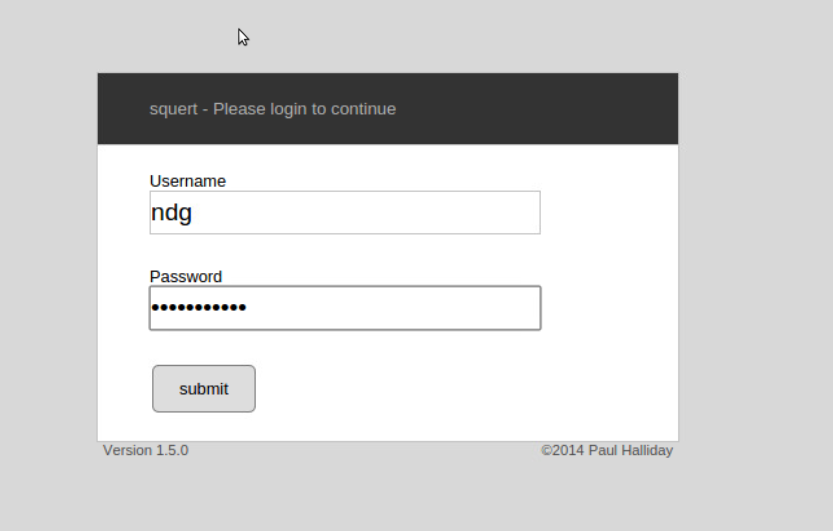 squert - Please login to continue
Username
ndg
Password
•••••••••••
submit
Version 1.5.0 ©2014 Paul Halliday